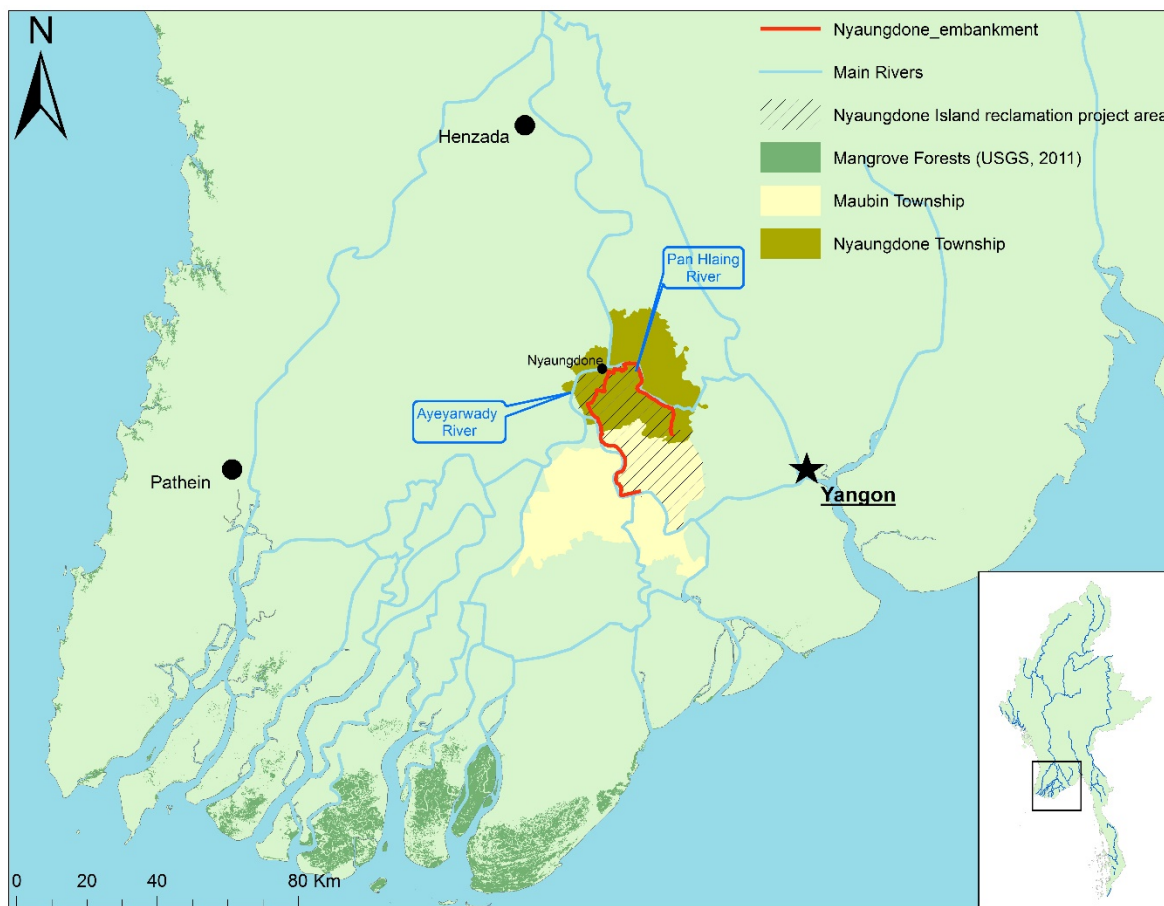 N
Nyaungdone_embankment
Main Rivers
Nyaungdone Island reclamation project area
Mangrove Forests (USGS, 2011)
Maubin Township
Nyaungdone Township
Henzada
Pan Hlaing
River
Nyaungdone
Ayeyarwady
River
Pathein
Yangon
0 20 40 80 Km